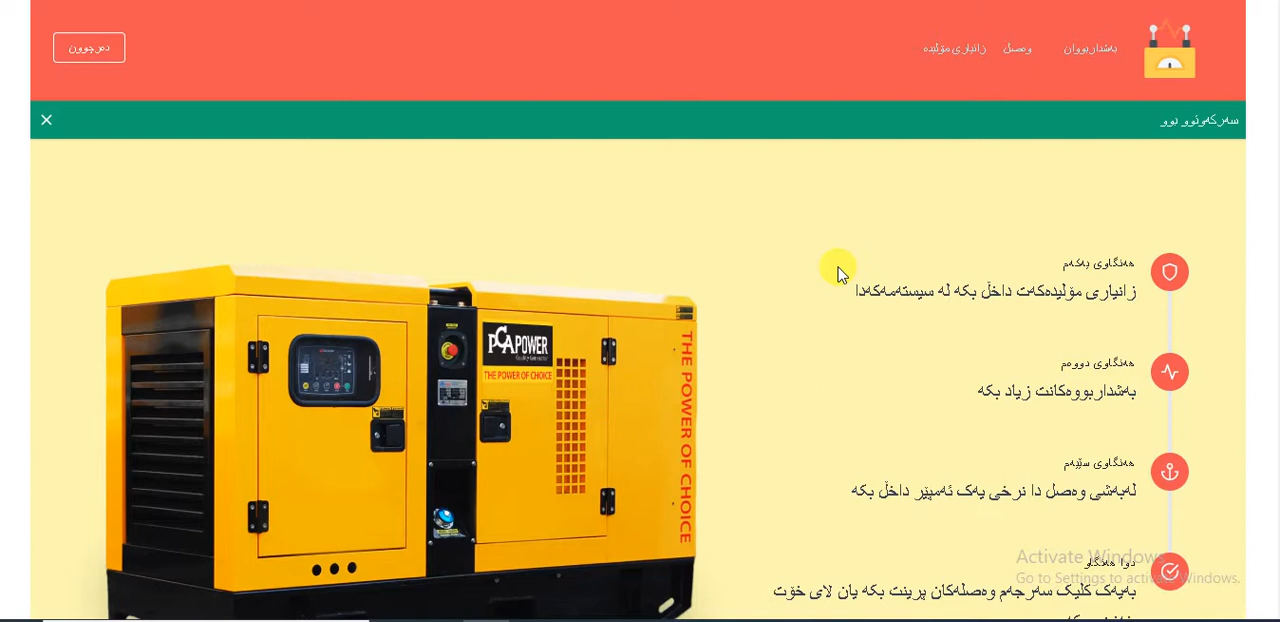 بەشداربووان
وەصل
زانیاری مۆلیدە
دەرچوون
سەرکەوتوو بوو
هەنگاوی یەکەم
زانیاری مۆلیدەکەت داخڵ بکە لە سیستەمەکەدا
هەنگاوی دووەم
بەشداربووەکانت زیاد بکە
هەنگاوی سێیەم
لەبەشی وەصل دا نرخی یەک ئەمپێر داخڵ بکە
دوا هەنگاو
بەیەک کلیک سەرجەم وەصلەکان پرینت بکە یان لای خۆت
PCA POWER
THE POWER OF CHOICE
THE POWER OF CHOICE
Activate Windows
Go to Settings to activate Windows.